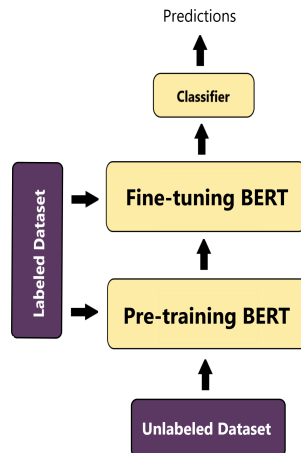 Predictions
Classifier
Fine-tuning BERT
Labeled Dataset
Pre-training BERT
Unlabeled Dataset